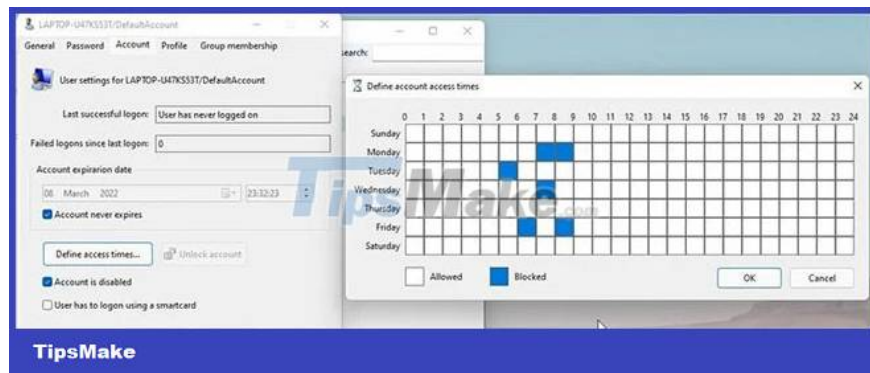 LAPTOP-U47KS53T/DefaultAccount
General Password Account Profile Group membership
User settings for LAPTOP-U47KS53T/DefaultAccount
Last successful logon: User has never logged on
Failed logons since last logon: 0
Account expirarion date
08 March 2022 23:32:23
Account never expires
Define access times... Unlock account
Account is disabled
User has to logon using a smartcard
search:
Define account access times
0 1 2 3 4 5 6 7 8 9 10 11 12 13 14 15 16 17 18 19 20 21 22 23 24
Sunday
Monday
Tuesday
Wednesday
Thursday
Friday
Saturday
Allowed Blocked OK Cancel
TipsMake.com
TipsMake